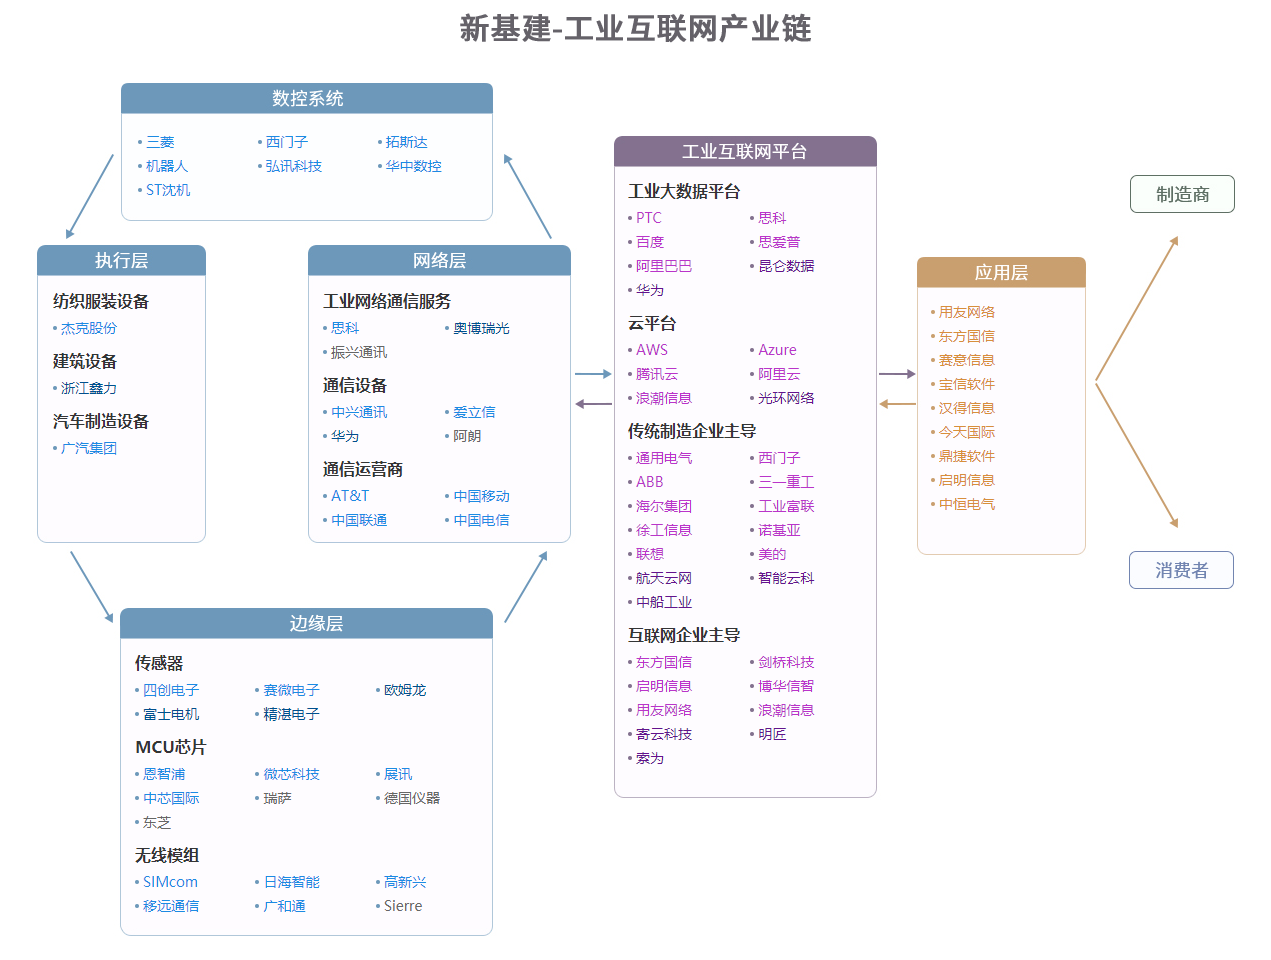 新基建-工业互联网产业链
数控系统
• 三菱 • 西门子 • 拓斯达
• 机器人 • 弘讯科技 • 华中数控
• ST沈机
执行层
纺织服装设备
• 杰克股份
建筑设备
• 浙江鑫力
汽车制造设备
• 广汽集团
网络层
工业网络通信服务
• 思科 • 奥博瑞光
• 振兴通讯
通信设备
• 中兴通讯 • 爱立信
• 华为 • 阿朗
通信运营商
• AT&T • 中国移动
• 中国联通 • 中国电信
边缘层
传感器
• 四创电子 • 赛微电子 • 欧姆龙
• 富士电机 • 精湛电子
MCU芯片
• 恩智浦 • 微芯科技 • 展讯
• 中芯国际 • 瑞萨 • 德国仪器
• 东芝
无线模组
• SIMcom • 日海智能 • 高新兴
• 移远通信 • 广和通 • Sierre
工业互联网平台
工业大数据平台
• PTC • 思科
• 百度 • 思爱普
• 阿里巴巴 • 昆仑数据
• 华为
云平台
• AWS • Azure
• 腾讯云 • 阿里云
• 浪潮信息 • 光环网络
传统制造企业主导
• 通用电气 • 西门子
• ABB • 三一重工
• 海尔集团 • 工业富联
• 徐工信息 • 诺基亚
• 联想 • 美的
• 航天云网 • 智能云科
• 中船工业
互联网企业主导
• 东方国信 • 剑桥科技
• 启明信息 • 博华信智
• 用友网络 • 浪潮信息
• 寄云科技 • 明匠
• 索为
应用层
• 用友网络
• 东方国信
• 赛意信息
• 宝信软件
• 汉得信息
• 今天国际
• 鼎捷软件
• 启明信息
• 中恒电气
制造商
消费者